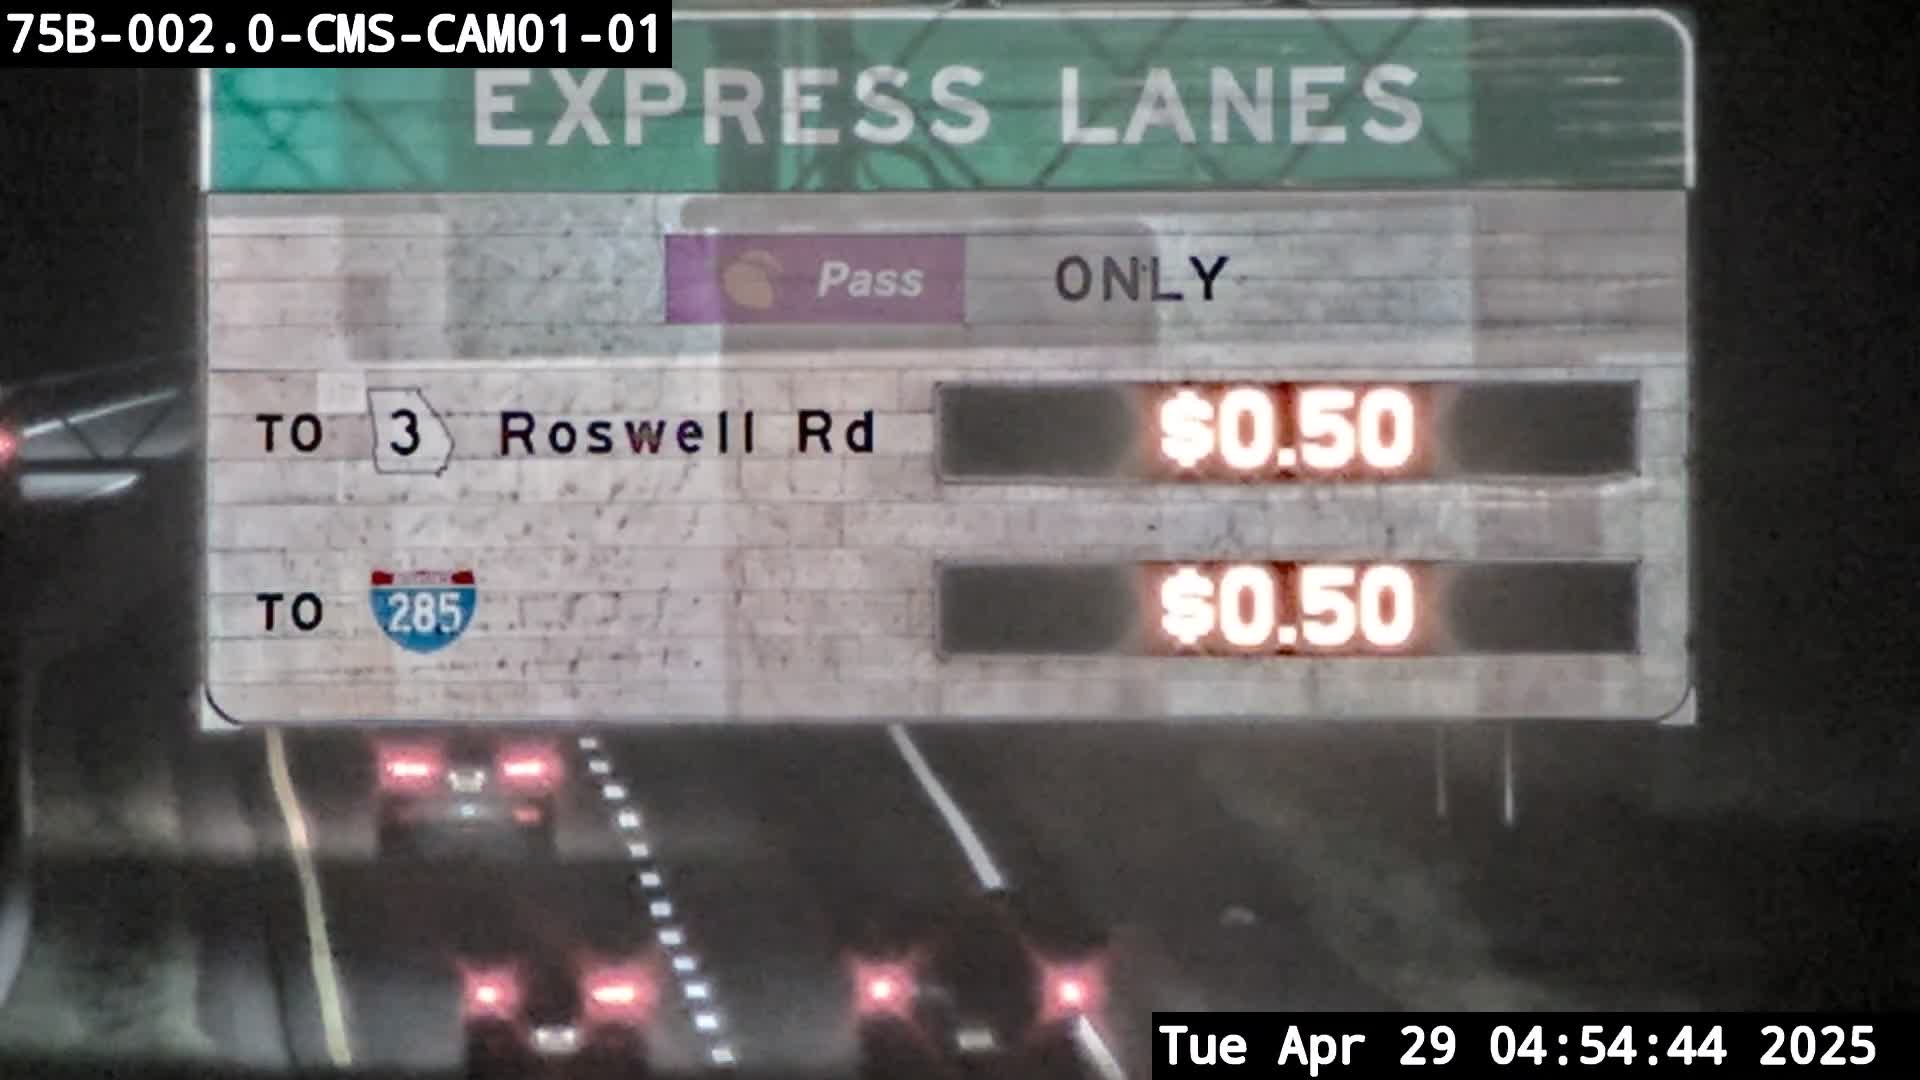 75B-002.0-CMS-CAM01-01
EXPRESS LANES
Pass ONLY
TO 3 Roswell Rd $0.50
TO 285 $0.50
Tue Apr 29 04:54:44 2025